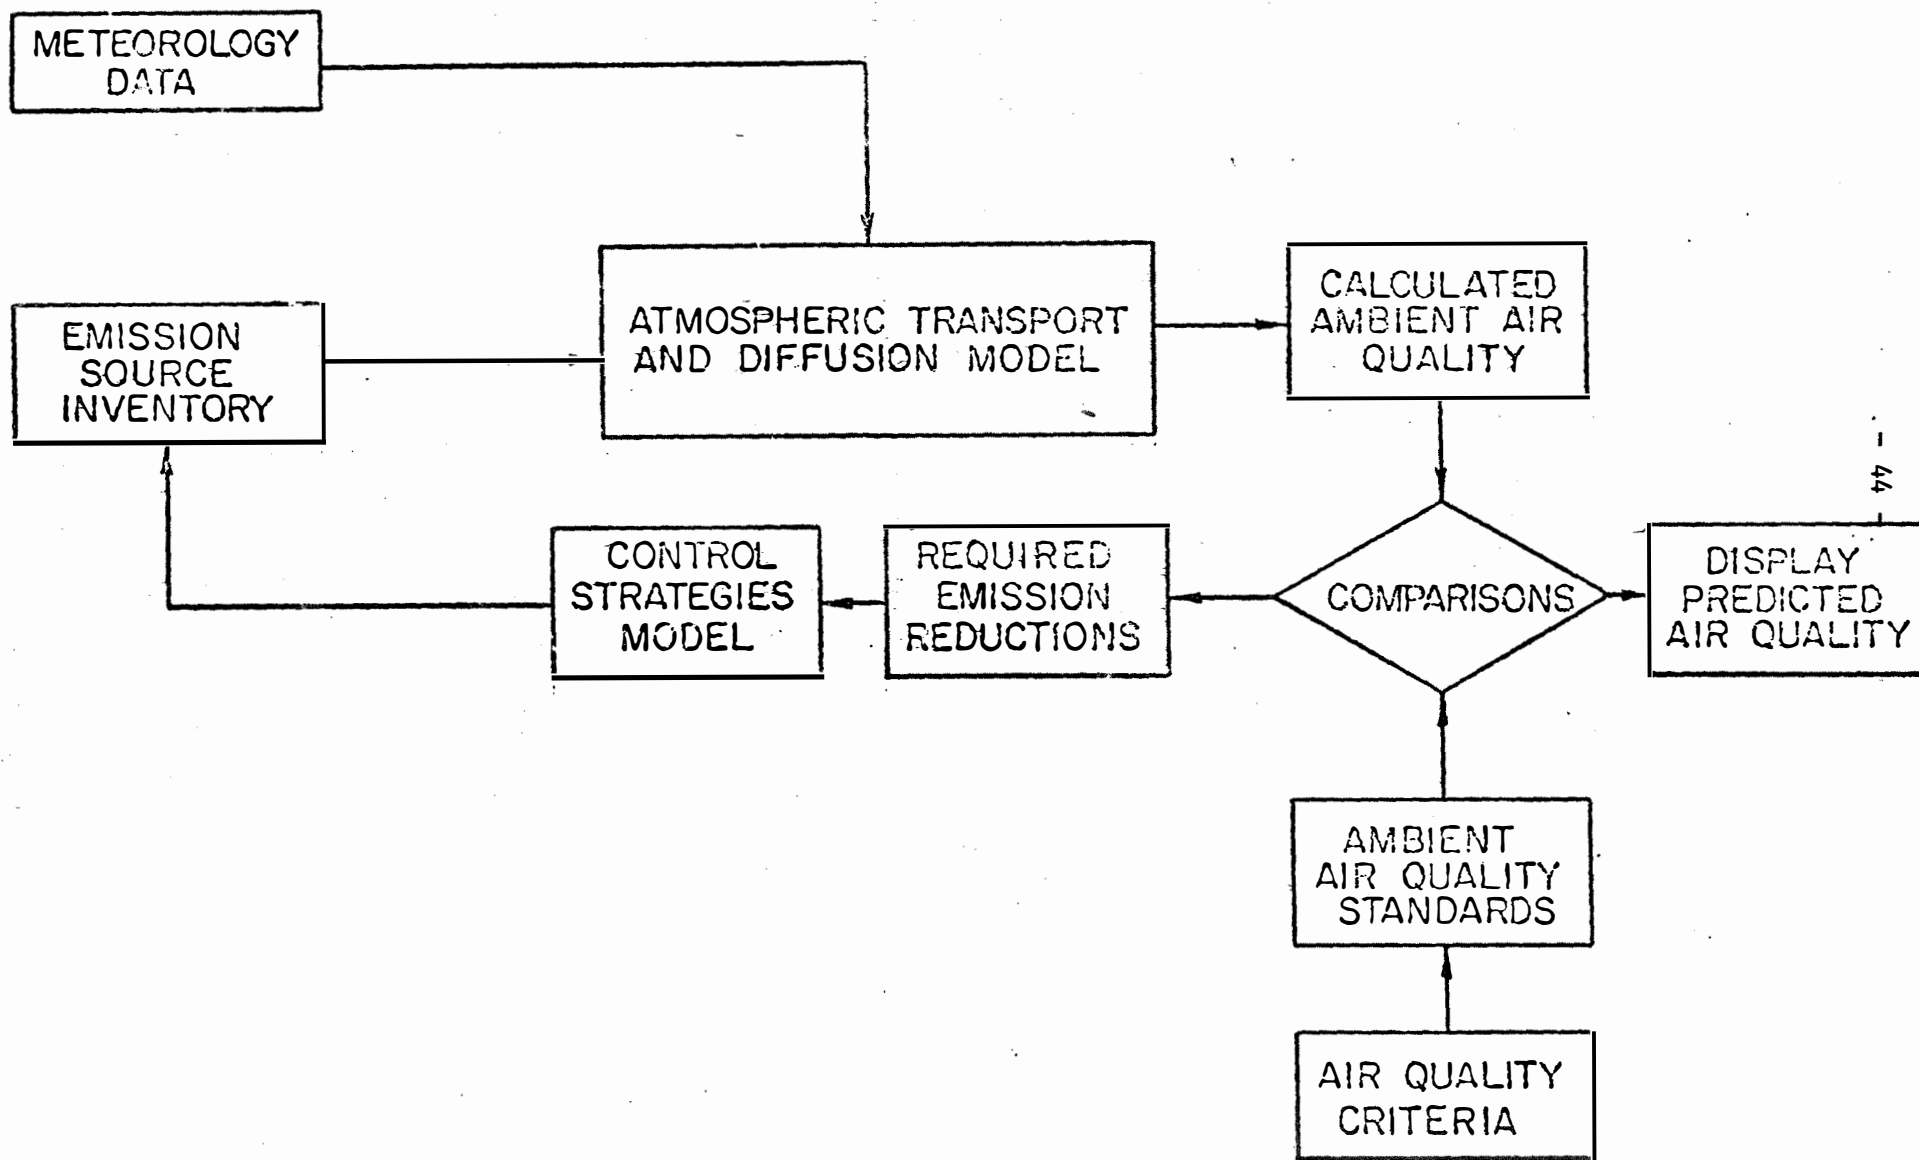 METEOROLOGY
DATA
EMISSION
SOURCE
INVENTORY
ATMOSPHERIC TRANSPORT
AND DIFFUSION MODEL
CALCULATED
AMBIENT AIR
QUALITY
CONTROL
STRATEGIES
MODEL
REQUIRED
EMISSION
REDUCTIONS
COMPARISONS
DISPLAY
PREDICTED
AIR QUALITY
- 44 -
AMBIENT
AIR QUALITY
STANDARDS
AIR QUALITY
CRITERIA